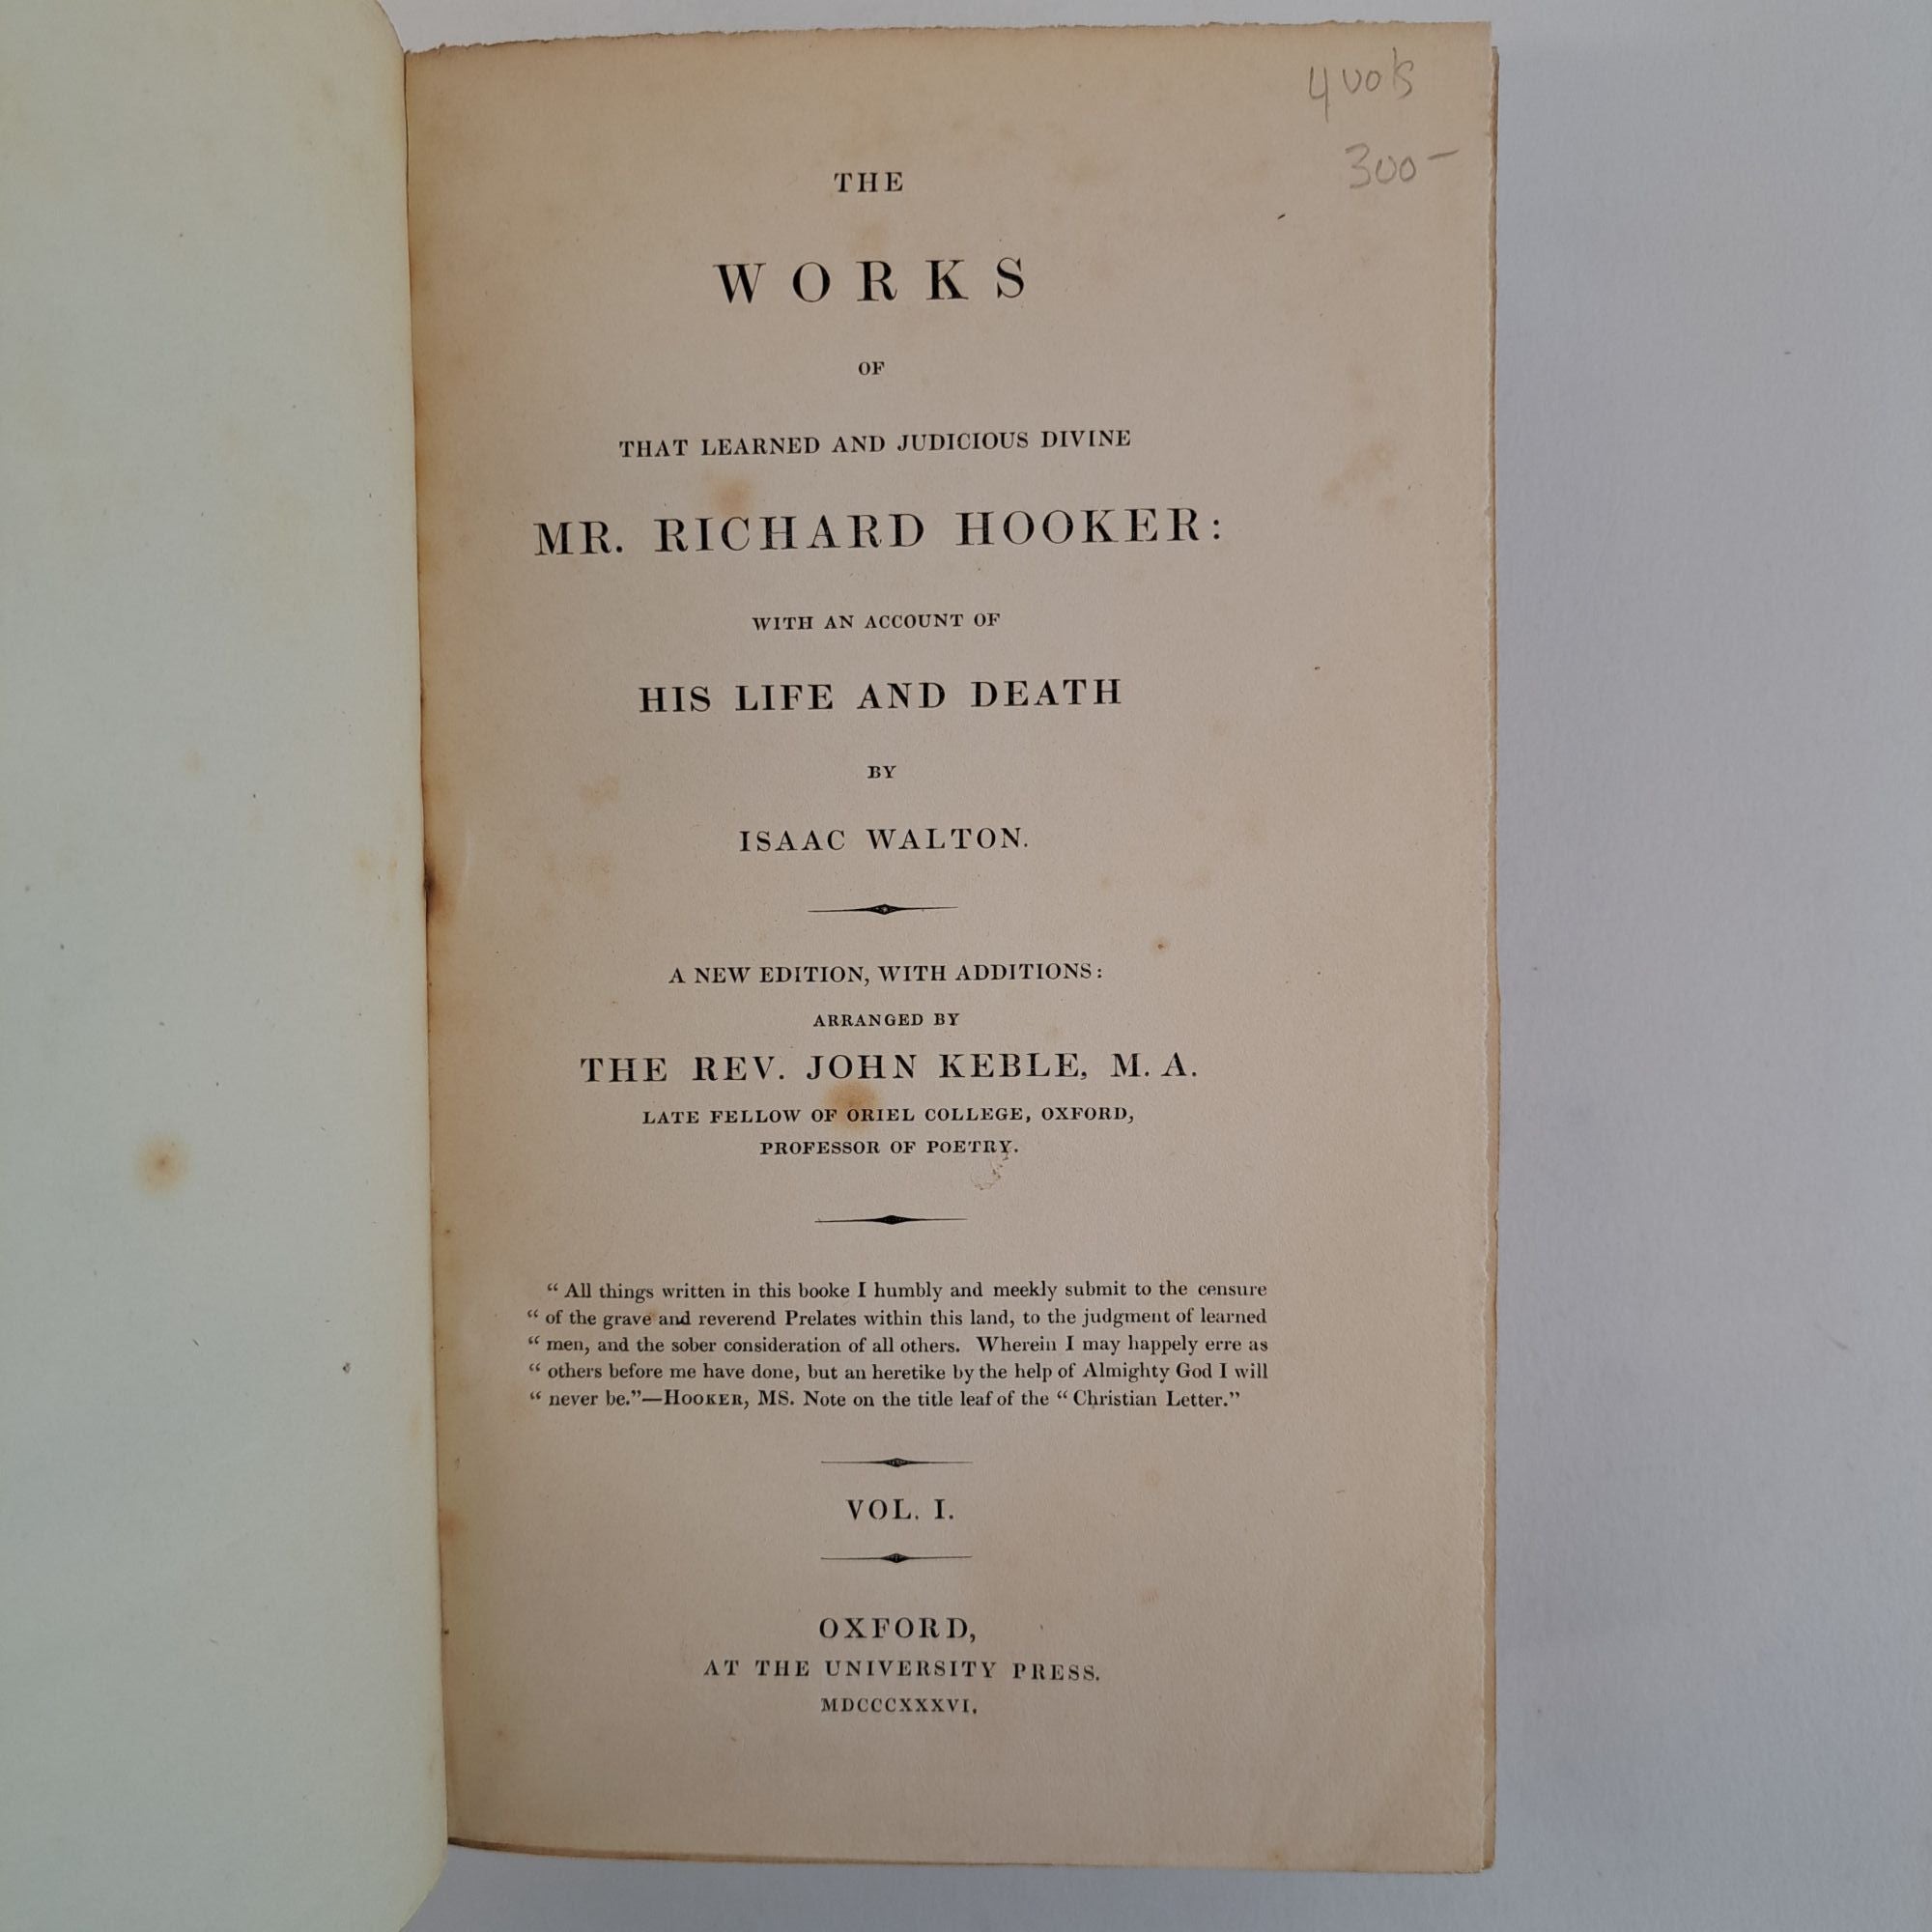 4 vols
300-
THE
WORKS
OF
THAT LEARNED AND JUDICIOUS DIVINE
MR. RICHARD HOOKER:
WITH AN ACCOUNT OF
HIS LIFE AND DEATH
BY
ISAAC WALTON.
A NEW EDITION, WITH ADDITIONS:
ARRANGED BY
THE REV. JOHN KEBLE, M. A.
LATE FELLOW OF ORIEL COLLEGE, OXFORD,
PROFESSOR OF POETRY.
“ All things written in this booke I humbly and meekly submit to the censure
“ of the grave and reverend Prelates within this land, to the judgment of learned
“ men, and the sober consideration of all others. Wherein I may happely erre as
“ others before me have done, but an heretike by the help of Almighty God I will
“ never be.”—HOOKER, MS. Note on the title leaf of the “ Christian Letter.”
VOL. I.
OXFORD,
AT THE UNIVERSITY PRESS.
MDCCCXXXVI.